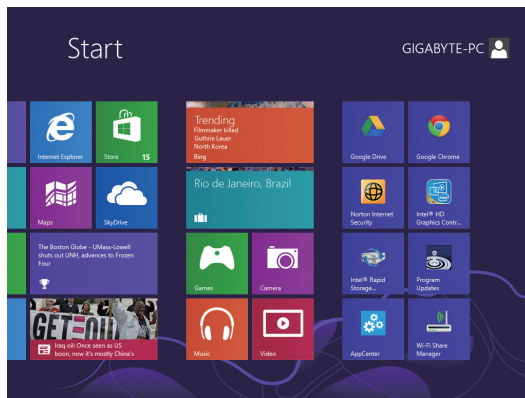 Start
GIGABYTE-PC
Internet Explorer
Store
15
Maps
SkyDrive
The Boston Globe - UMass-Lowell
shuts out UNH, advances to Frozen
Four
GET OUT
Iraq oil: Once seen as US
boon, now it's mostly China's
Trending
Filmmaker killed
Guthrie Lauer
North Korea
Bing
Rio de Janeiro, Brazil
Games
Camera
Music
Video
Google Drive
Google Chrome
Norton Internet
Security
Intel® HD
Graphics Contr...
Intel® Rapid
Storage...
Program
Updates
AppCenter
Wi-Fi Share
Manager